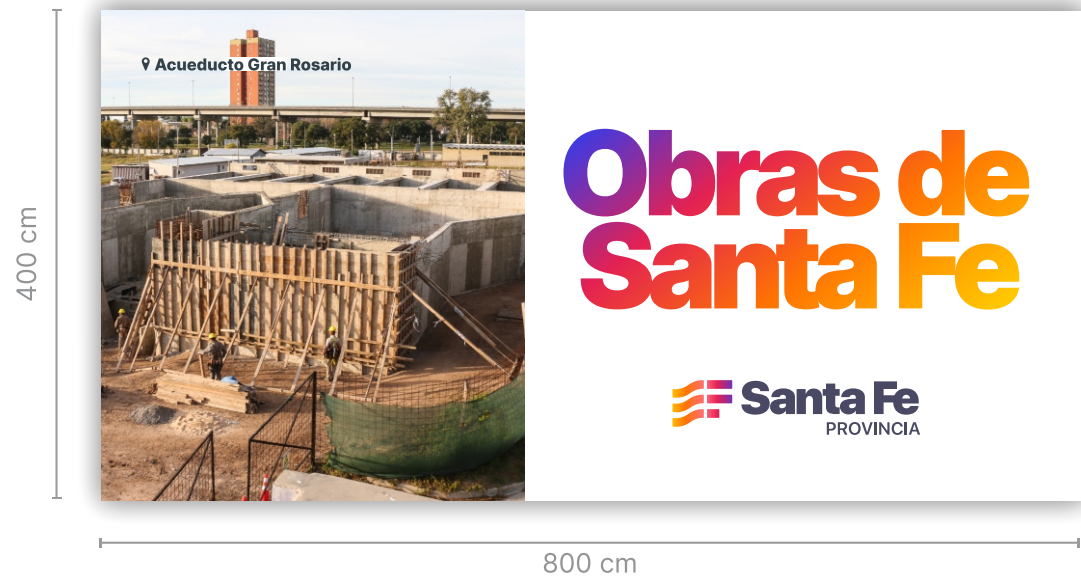 Acueducto Gran Rosario
Obras de
Santa Fe
Santa Fe
PROVINCIA
400 cm
800 cm